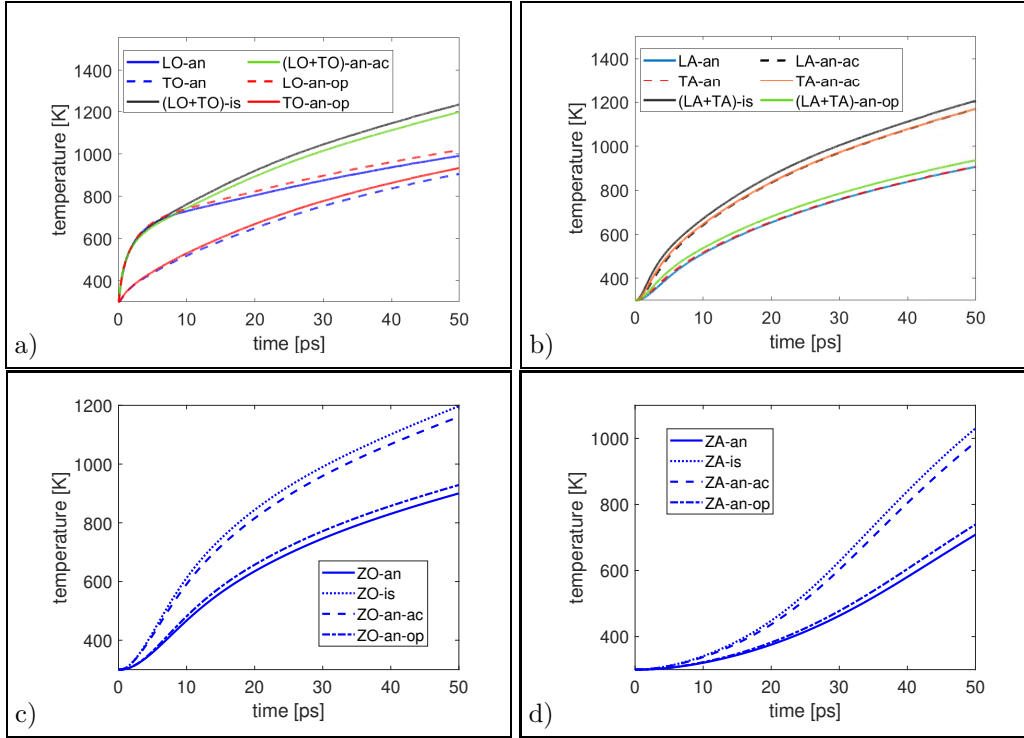 1400
1200
1000
800
600
400
temperature [K]
LO-an
TO-an
(LO+TO)-is
(LO+TO)-an-ac
LO-an-op
TO-an-op
0 10 20 30 40 50
time [ps]
a)
1400
1200
1000
800
600
400
temperature [K]
LA-an
TA-an
(LA+TA)-is
LA-an-ac
TA-an-ac
(LA+TA)-an-op
0 10 20 30 40 50
time [ps]
b)
1200
1000
800
600
400
temperature [K]
ZO-an
ZO-is
ZO-an-ac
ZO-an-op
0 10 20 30 40 50
time [ps]
c)
1000
800
600
400
temperature [K]
ZA-an
ZA-is
ZA-an-ac
ZA-an-op
0 10 20 30 40 50
time [ps]
d)